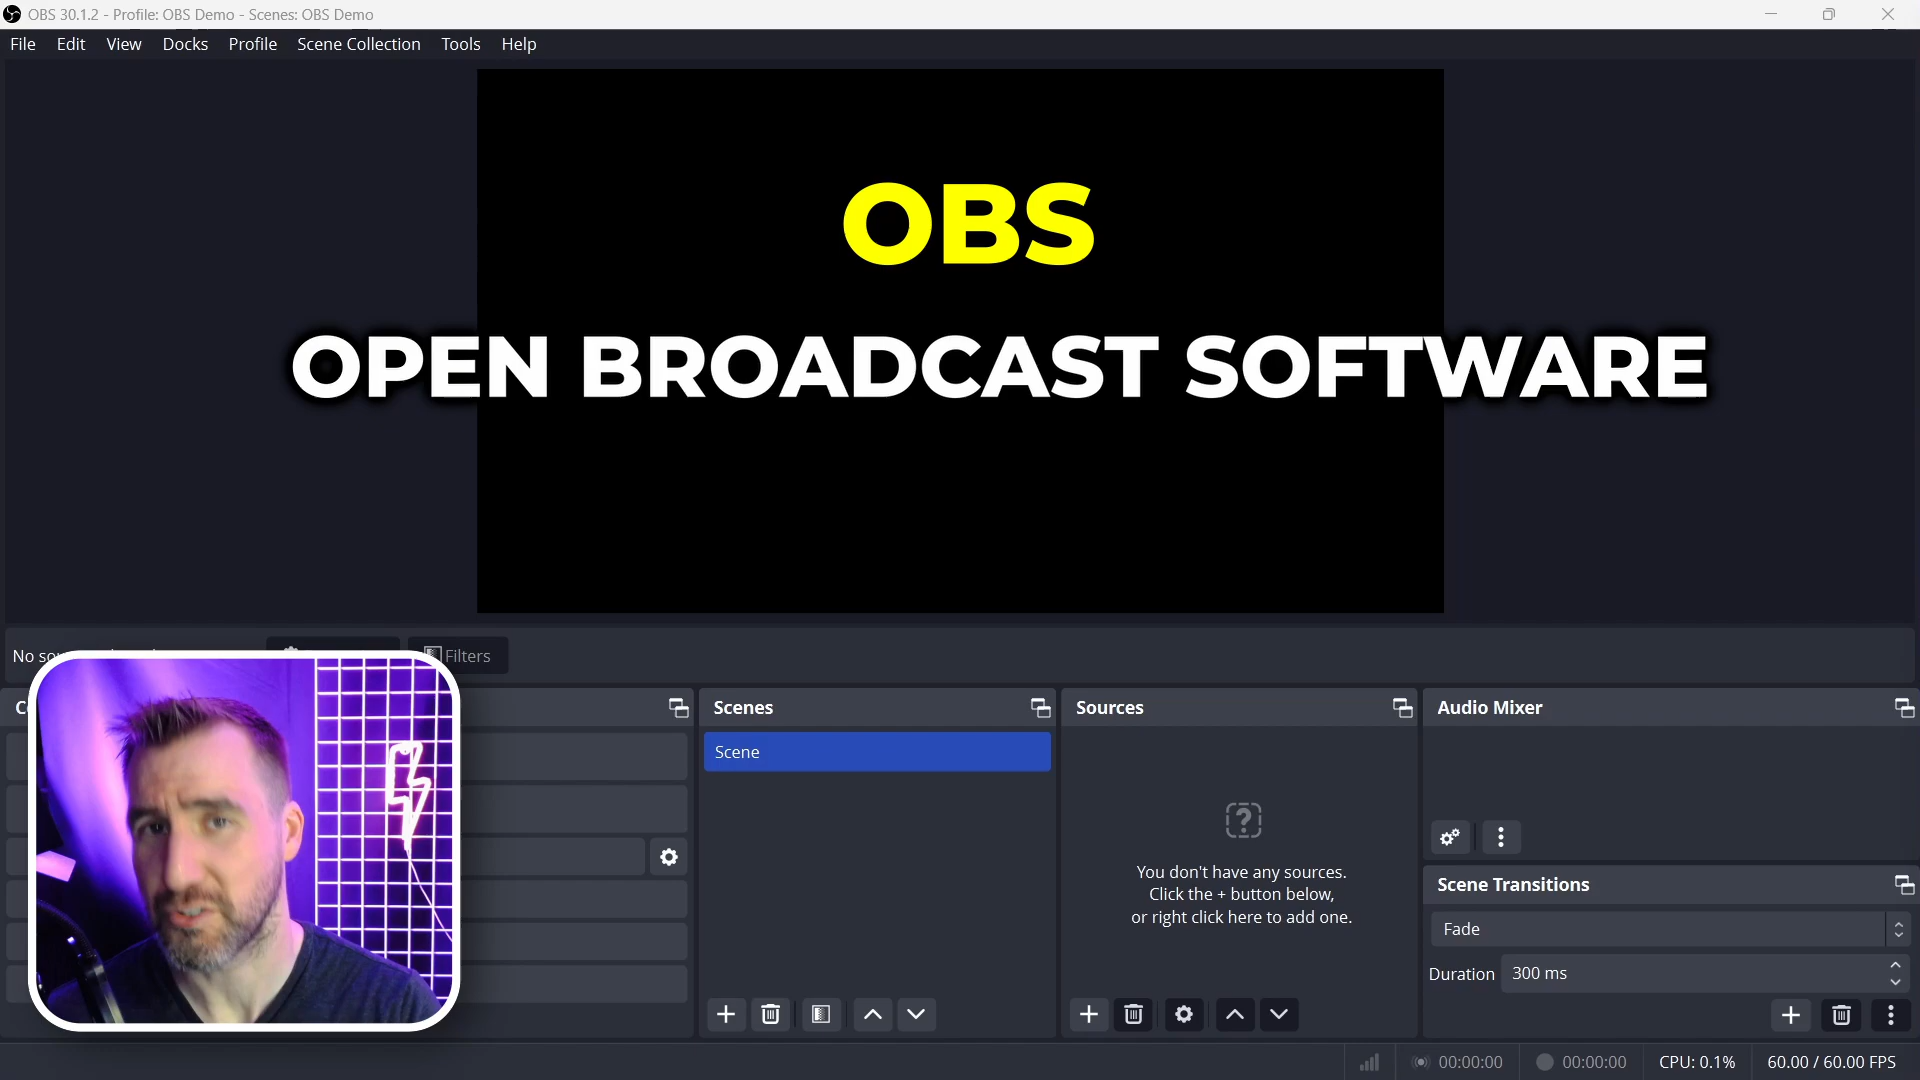 OBS 30.1.2 - Profile: OBS Demo - Scenes: OBS Demo
File Edit View Docks Profile Scene Collection Tools Help
OBS
OPEN BROADCAST SOFTWARE
No
Filters
Scenes
Sources
Audio Mixer
Scene
You don't have any sources.
Click the + button below,
or right click here to add one.
Scene Transitions
Fade
Duration 300 ms
00:00:00
00:00:00
CPU: 0.1%
60.00 / 60.00 FPS